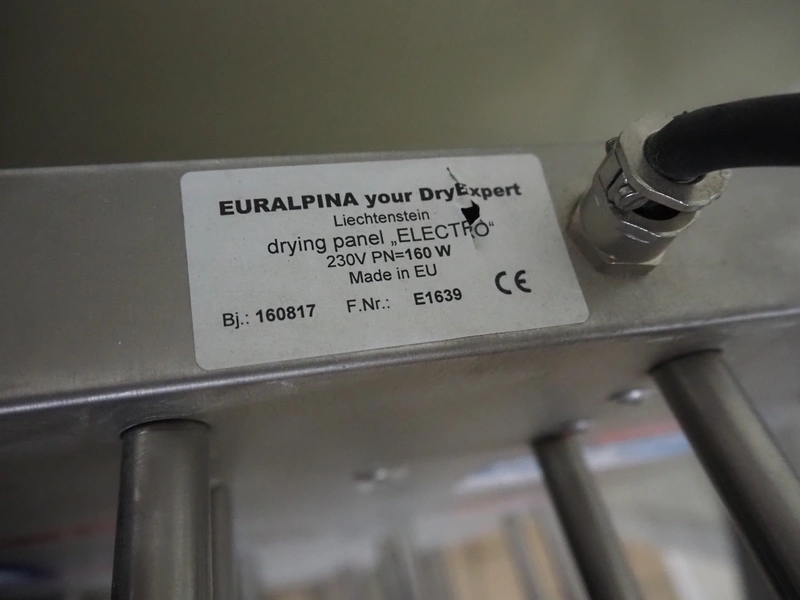 EURALPINA your DryExpert
Liechtenstein
drying panel „ELECTRO“
230V PN=160 W
Made in EU
CE
Bj.: 160817 F.Nr.: E1639